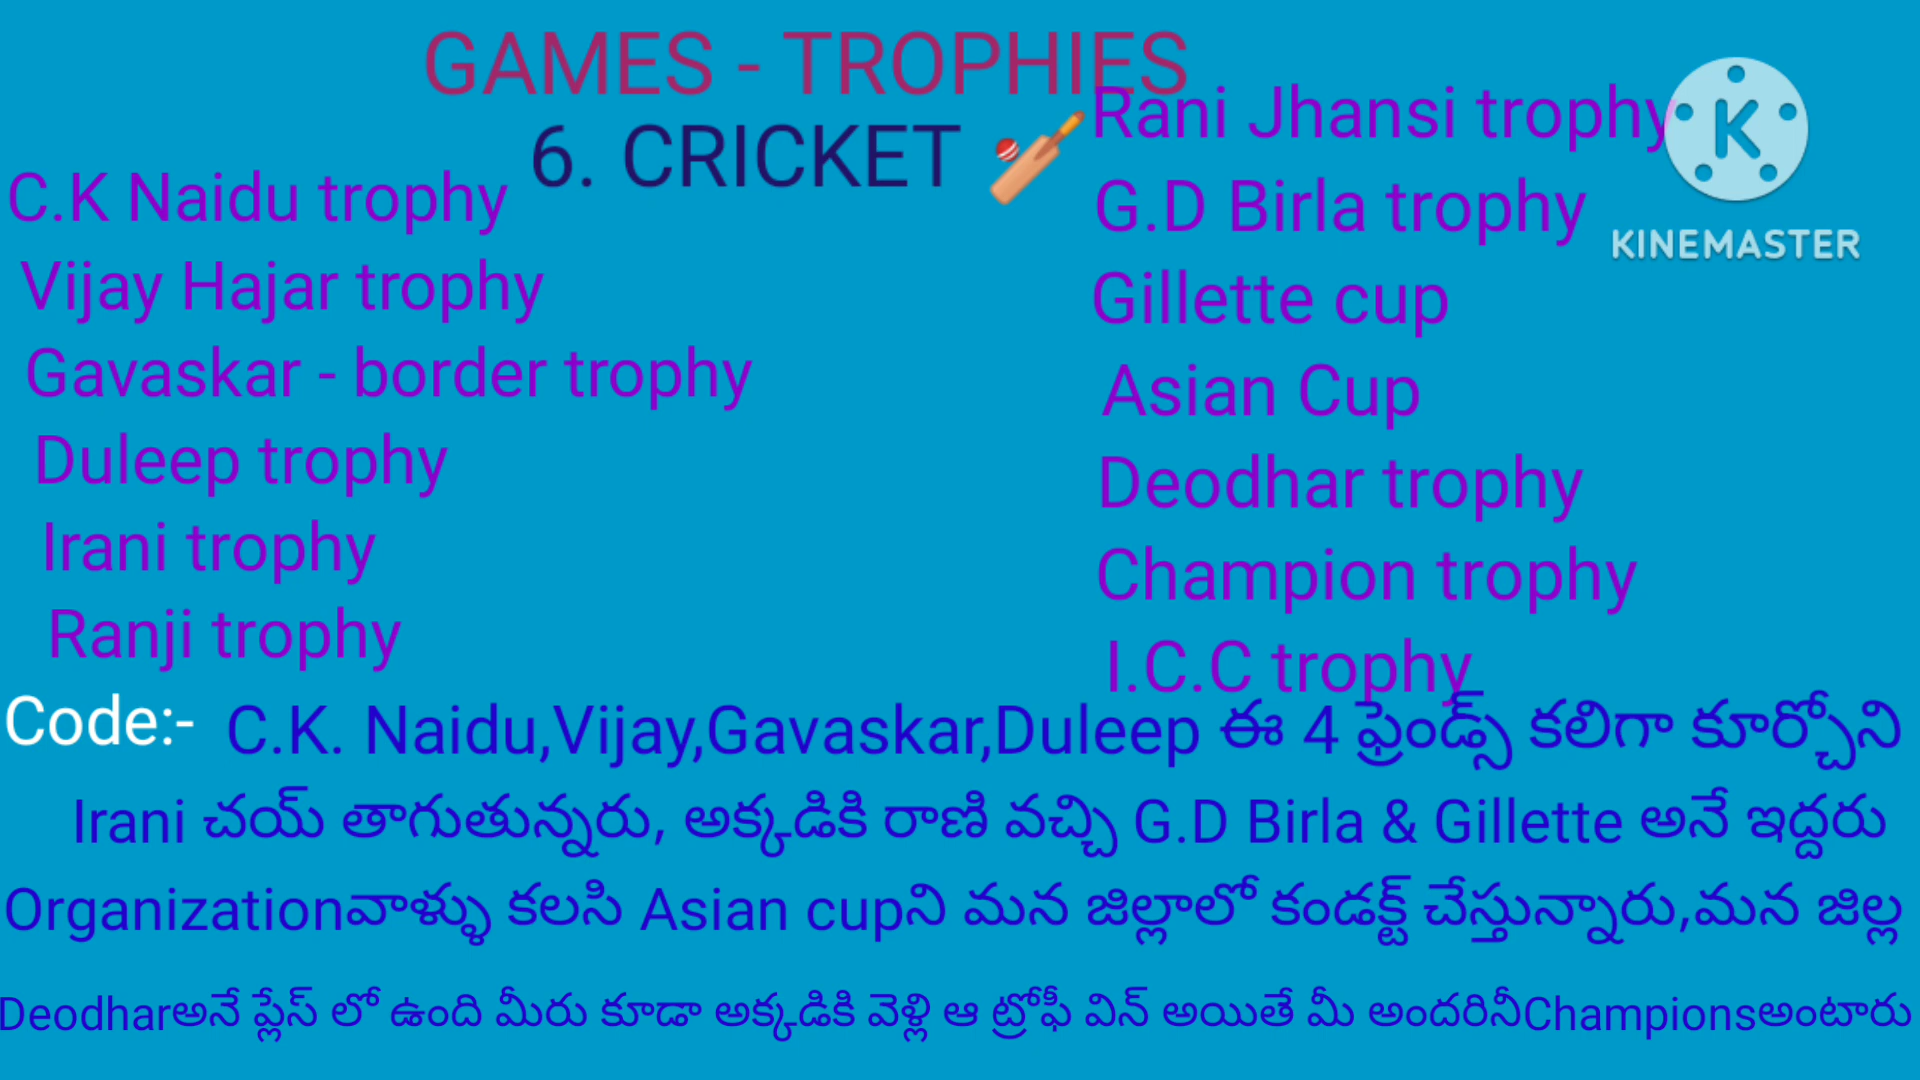 GAMES - TROPHIES
6. CRICKET
C.K Naidu trophy
Vijay Hajar trophy
Gavaskar - border trophy
Duleep trophy
Irani trophy
Ranji trophy
Rani Jhansi trophy
G.D Birla trophy
Gillette cup
Asian Cup
Deodhar trophy
Champion trophy
I.C.C trophy
KINEMASTER
Code:- C.K. Naidu,Vijay,Gavaskar,Duleep ఈ 4 ఫ్రెండ్స్ కలిగా కూర్చోని
Irani చయ్ తాగుతున్నరు, అక్కడికి రాణి వచ్చి G.D Birla & Gillette అనే ఇద్దరు
Organizationవాళ్ళు కలసి Asian cupని మన జిల్లాలో కండక్ట్ చేస్తున్నారు,మన జిల్ల
Deodharఅనే ప్లేస్ లో ఉంది మీరు కూడా అక్కడికి వెళ్లి ఆ ట్రోఫీ విన్ అయితే మీ అందరినీChampionsఅంటారు